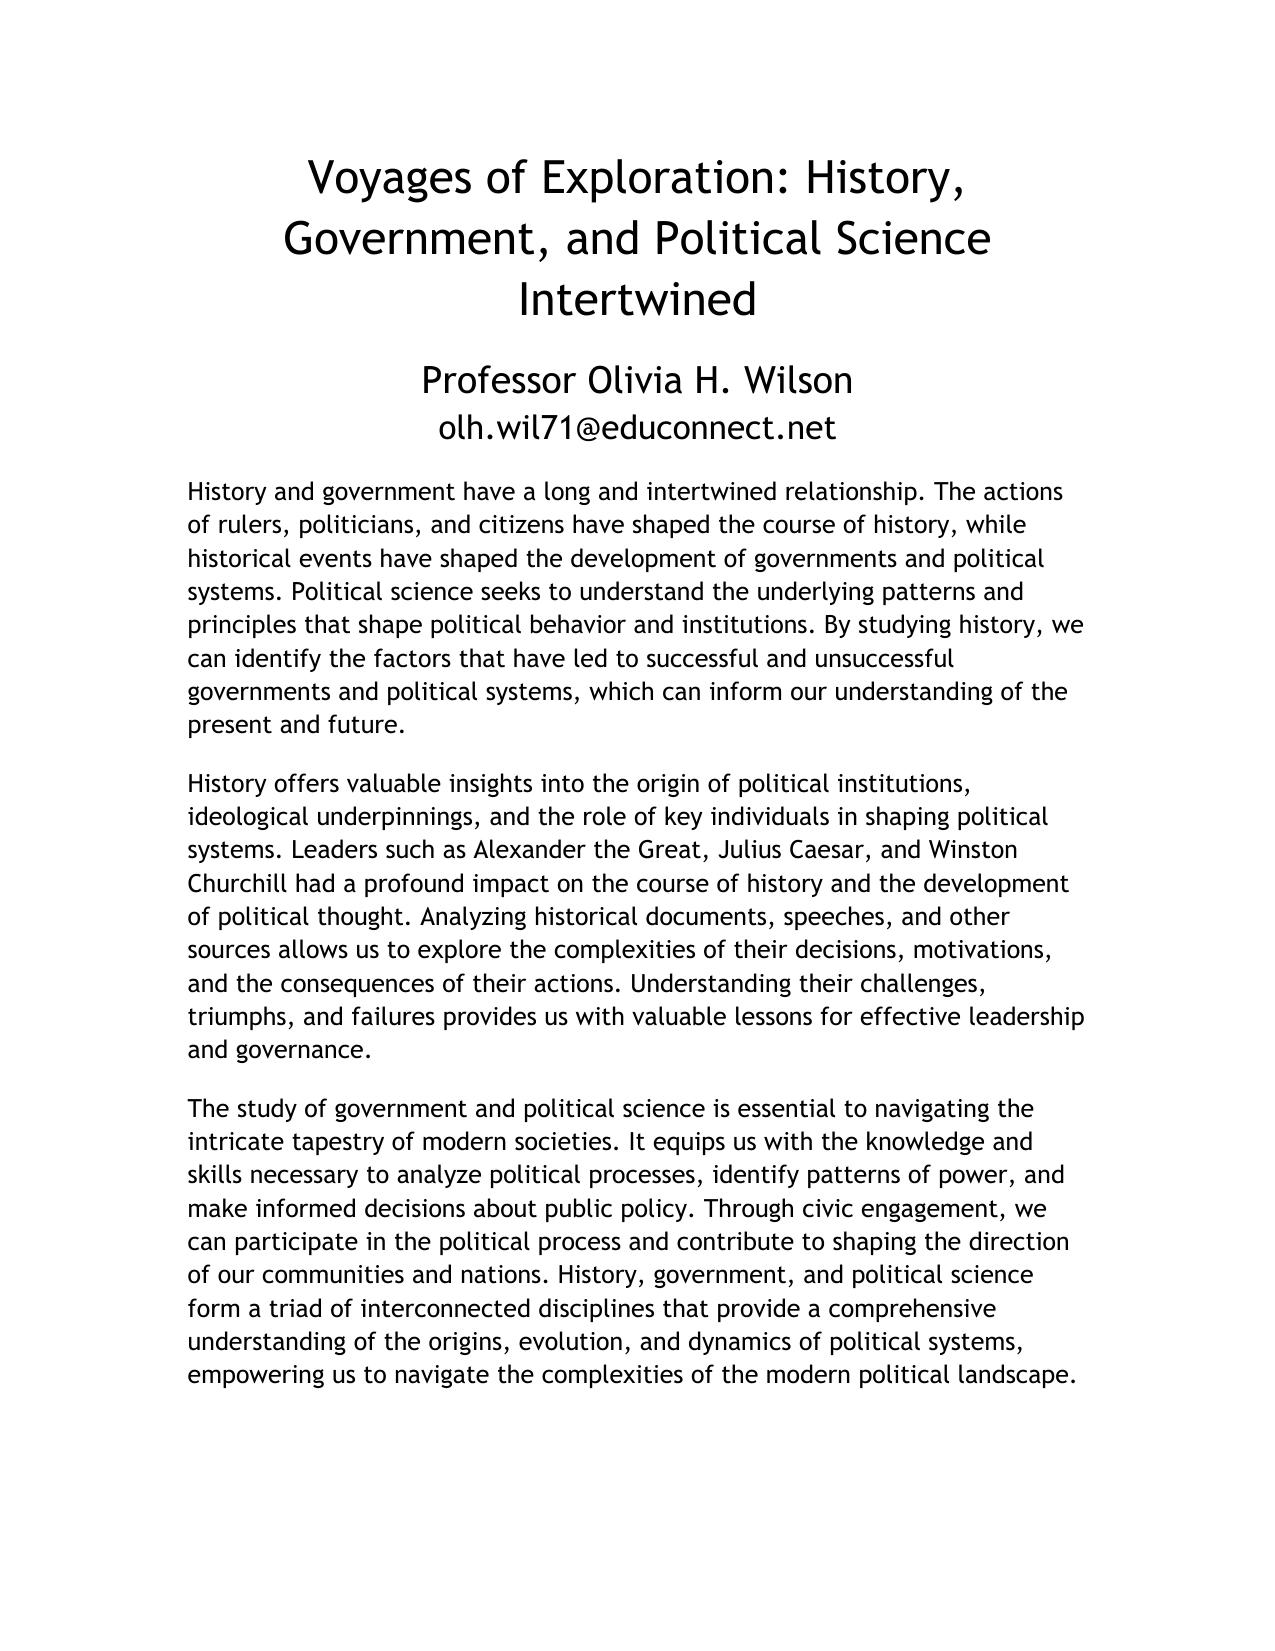 Voyages of Exploration: History,
Government, and Political Science
Intertwined
Professor Olivia H. Wilson
olh.wil71@educonnect.net
History and government have a long and intertwined relationship. The actions
of rulers, politicians, and citizens have shaped the course of history, while
historical events have shaped the development of governments and political
systems. Political science seeks to understand the underlying patterns and
principles that shape political behavior and institutions. By studying history, we
can identify the factors that have led to successful and unsuccessful
governments and political systems, which can inform our understanding of the
present and future.
History offers valuable insights into the origin of political institutions,
ideological underpinnings, and the role of key individuals in shaping political
systems. Leaders such as Alexander the Great, Julius Caesar, and Winston
Churchill had a profound impact on the course of history and the development
of political thought. Analyzing historical documents, speeches, and other
sources allows us to explore the complexities of their decisions, motivations,
and the consequences of their actions. Understanding their challenges,
triumphs, and failures provides us with valuable lessons for effective leadership
and governance.
The study of government and political science is essential to navigating the
intricate tapestry of modern societies. It equips us with the knowledge and
skills necessary to analyze political processes, identify patterns of power, and
make informed decisions about public policy. Through civic engagement, we
can participate in the political process and contribute to shaping the direction
of our communities and nations. History, government, and political science
form a triad of interconnected disciplines that provide a comprehensive
understanding of the origins, evolution, and dynamics of political systems,
empowering us to navigate the complexities of the modern political landscape.